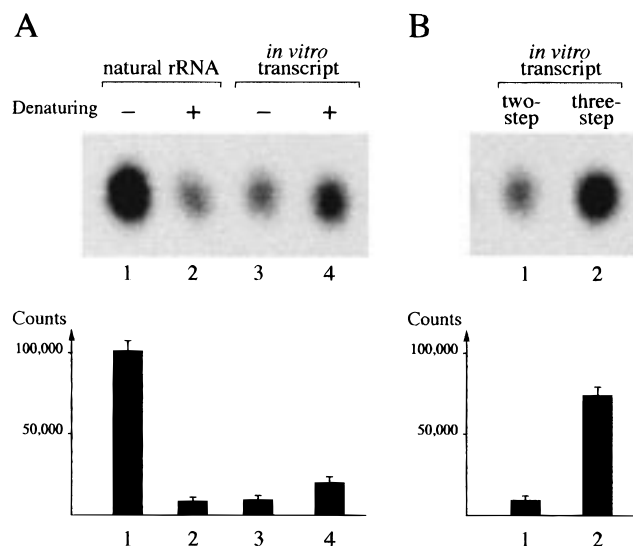 A
natural rRNA
in vitro
transcript
Denaturing
–
+
–
+
1
2
3
4
Counts
100,000
50,000
1
2
3
4
B
in vitro
transcript
two-
step
three-
step
1
2
Counts
100,000
50,000
1
2